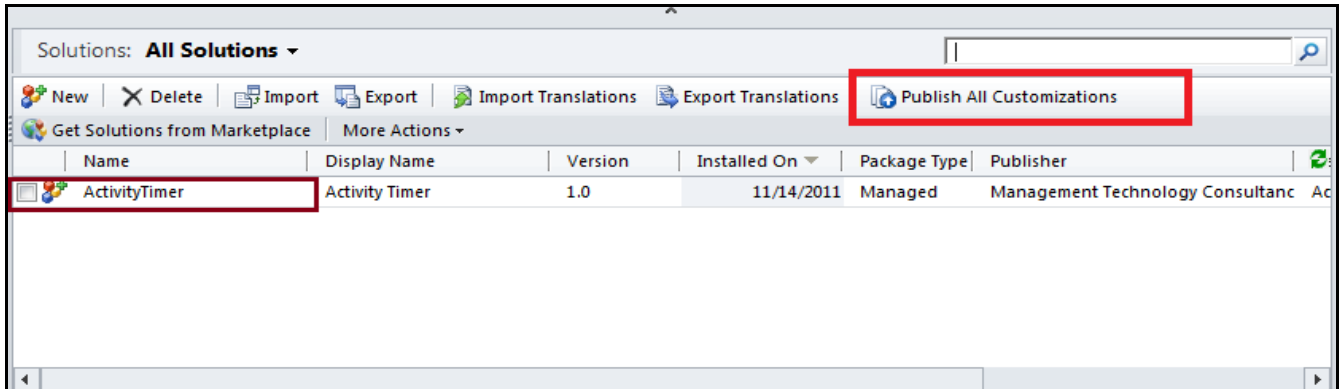 Solutions: All Solutions
New Delete Import Export Import Translations Export Translations Publish All Customizations
Get Solutions from Marketplace More Actions
Name Display Name Version Installed On Package Type Publisher
ActivityTimer Activity Timer 1.0 11/14/2011 Managed Management Technology Consultanc Ac